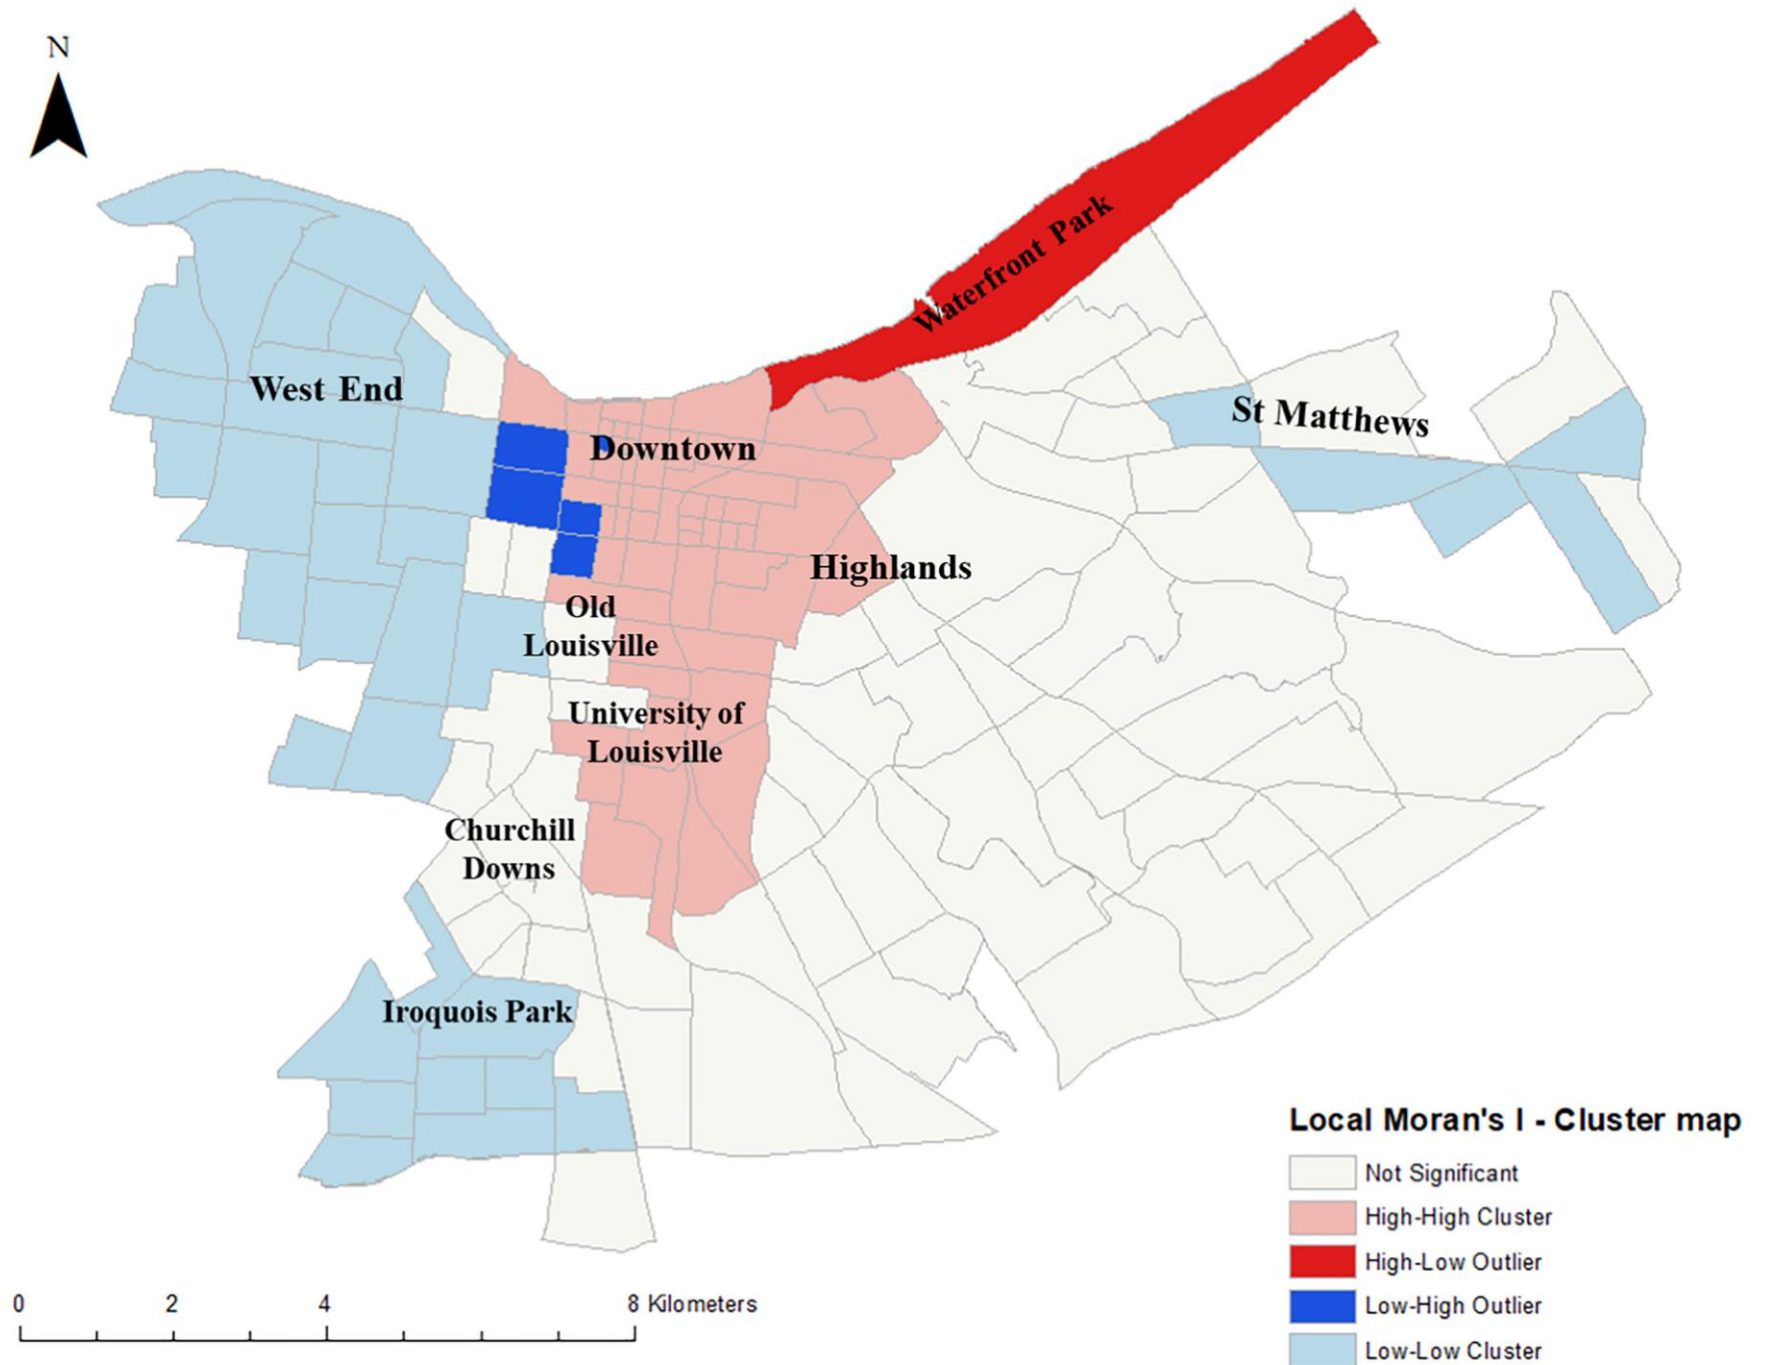 N
Waterfront Park
West End
St Matthews
Downtown
Highlands
Old
Louisville
University of
Louisville
Churchill
Downs
Iroquois Park
Local Moran's I - Cluster map
Not Significant
High-High Cluster
High-Low Outlier
Low-High Outlier
Low-Low Cluster
0 2 4 8 Kilometers